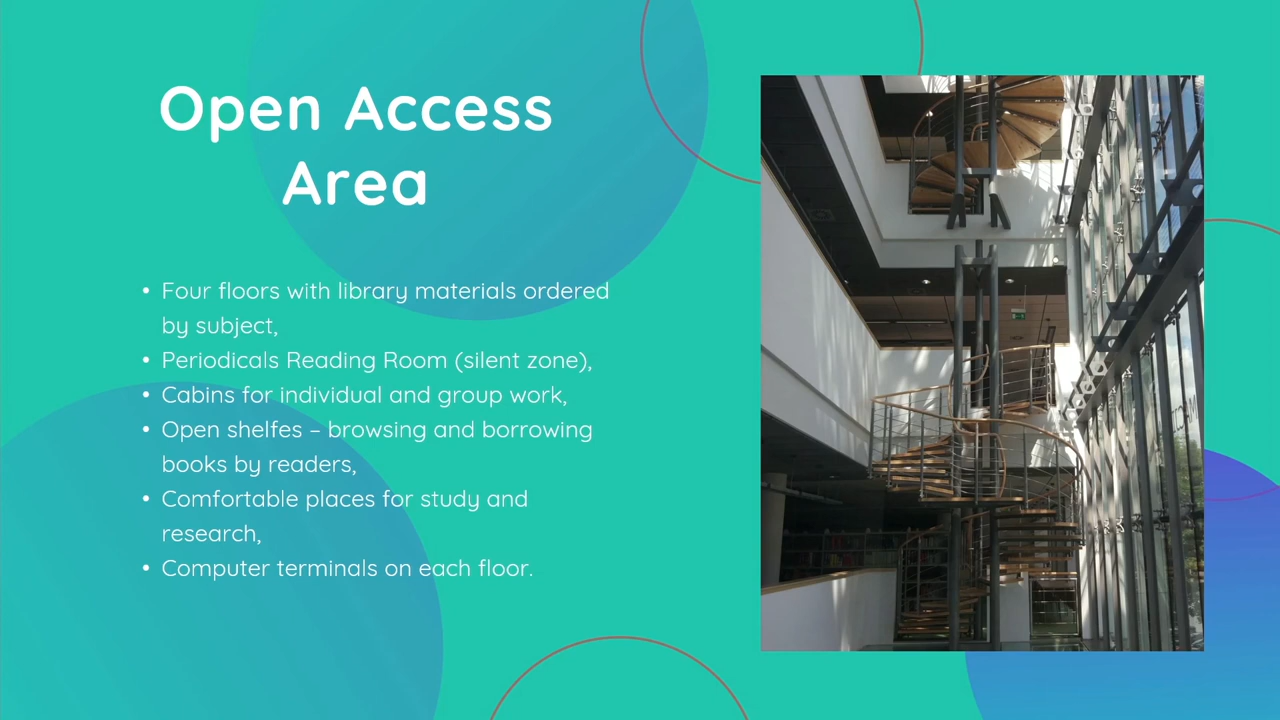 Open Access
Area
• Four floors with library materials ordered
by subject,
• Periodicals Reading Room (silent zone),
• Cabins for individual and group work,
• Open shelfes – browsing and borrowing
books by readers,
• Comfortable places for study and
research,
• Computer terminals on each floor.